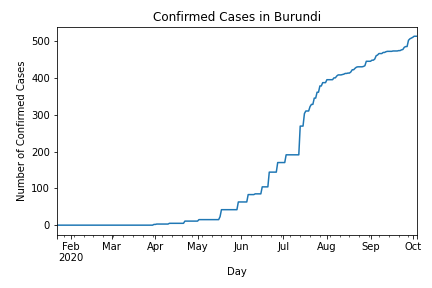 Confirmed Cases in Burundi
Number of Confirmed Cases
500
400
300
200
100
0
Feb Mar Apr May Jun Jul Aug Sep Oct
2020
Day